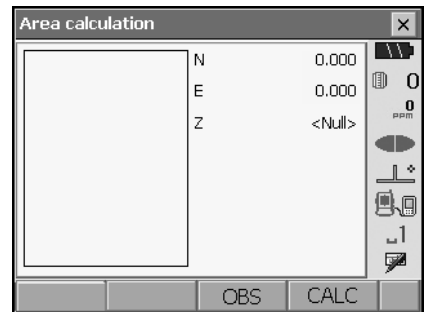 Area calculation
N 0.000
E 0.000
Z <Null>
0
0
ppm
1
OBS CALC